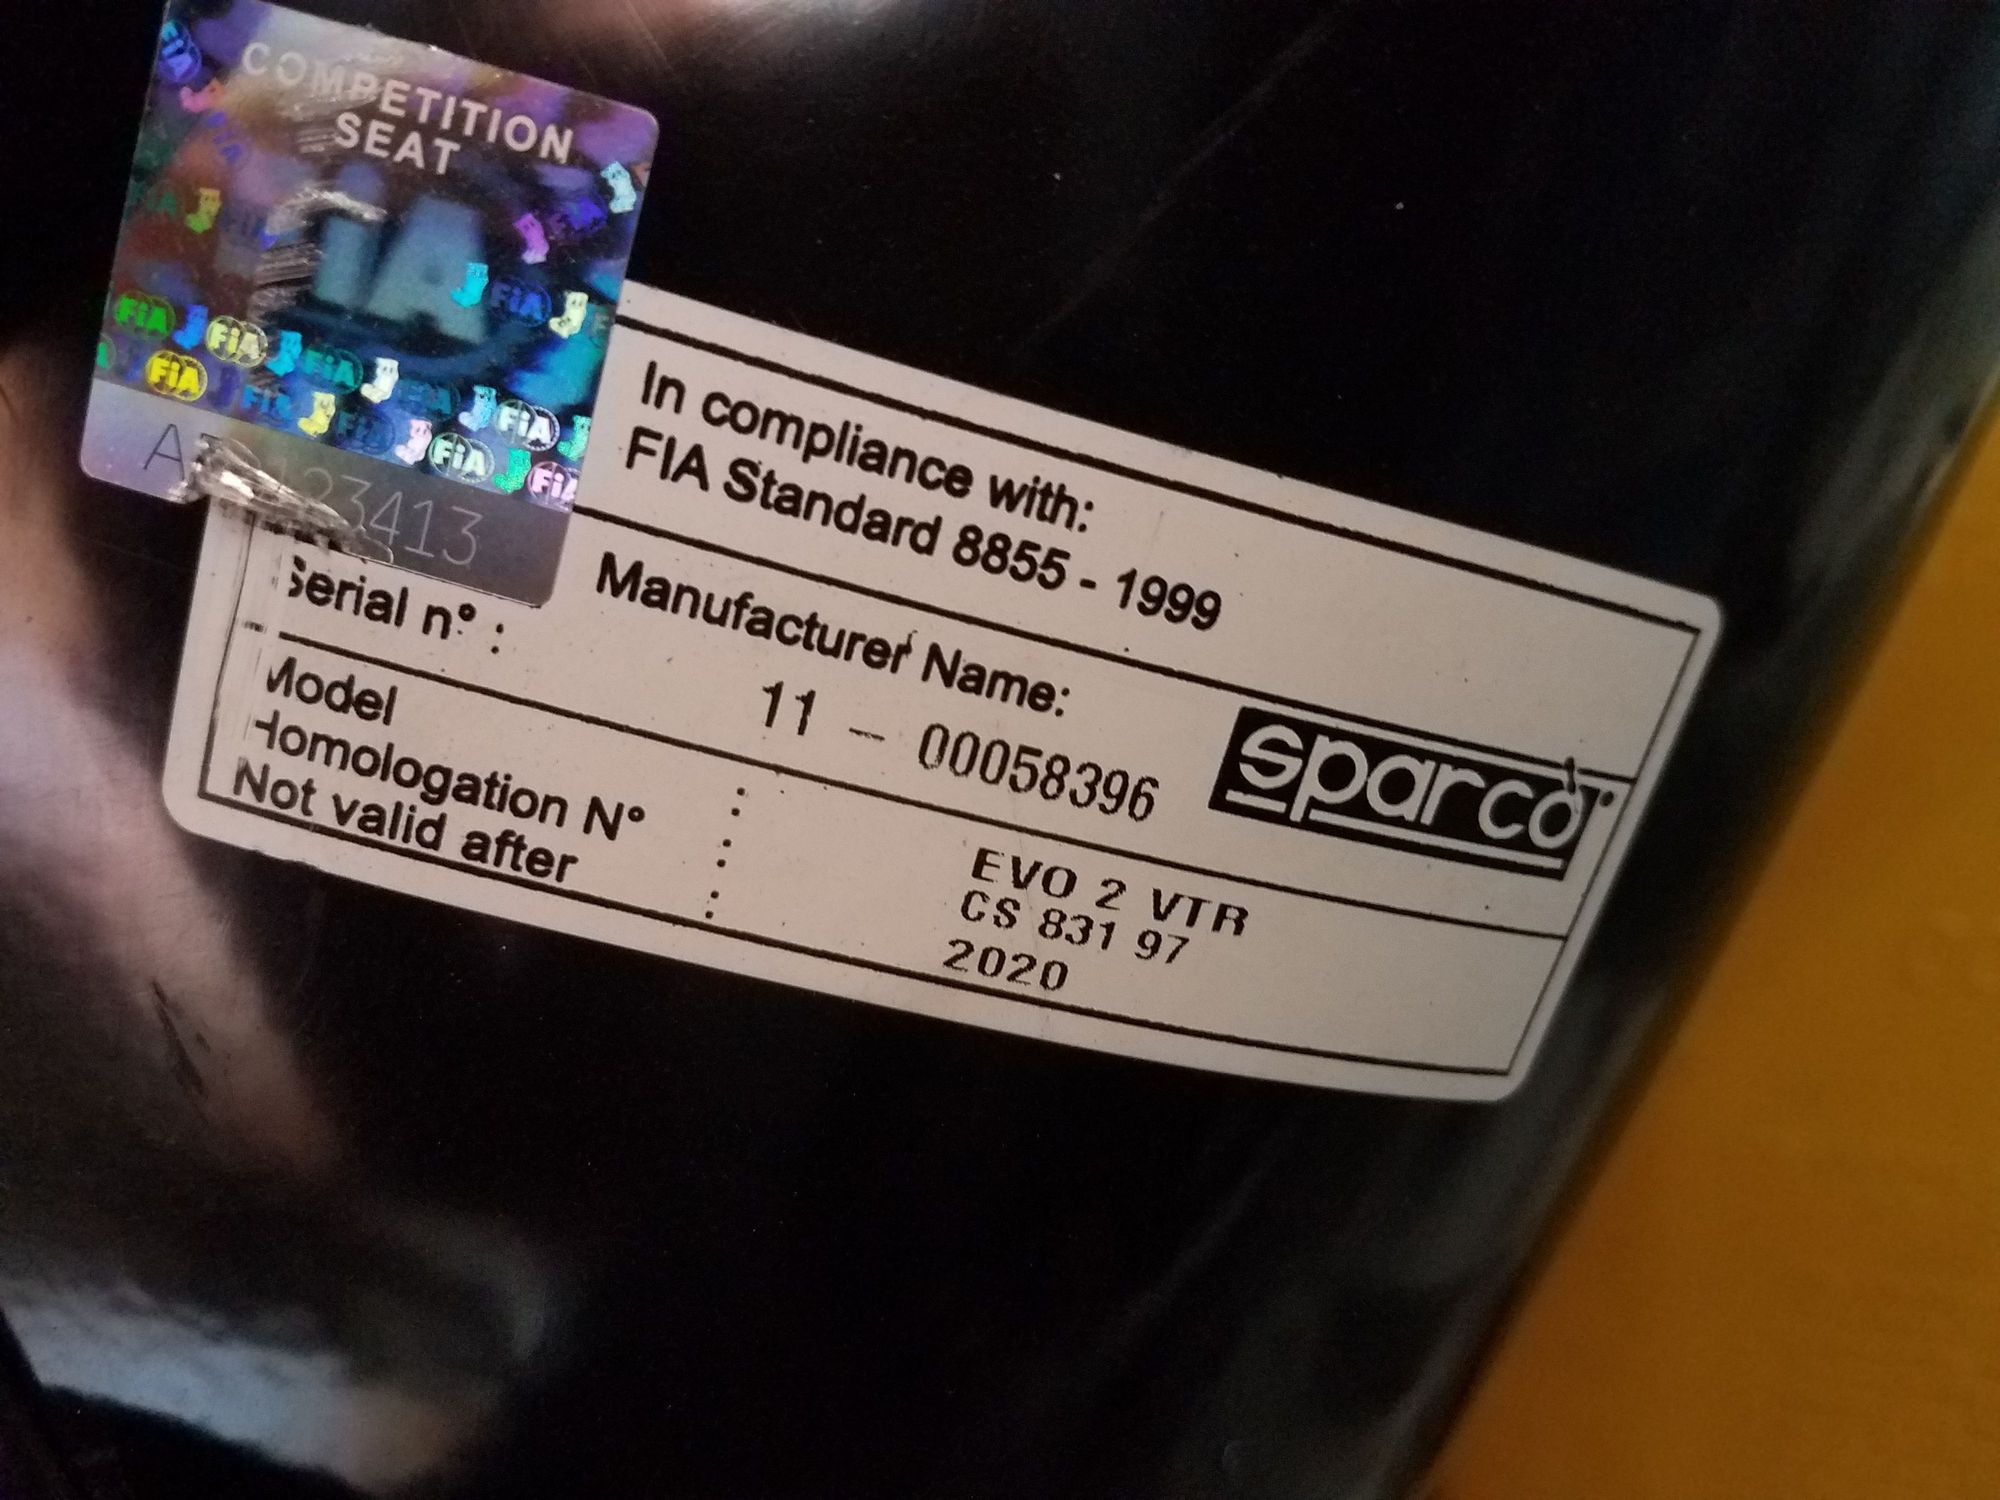 COMPETITION
SEAT
FiA
23413
In compliance with:
FIA Standard 8855 - 1999
Manufacturer Name:
sparco
Serial n° : 11 - 00058396
Model : EVO 2 VTR
Homologation N° : CS 831 97
Not valid after : 2020